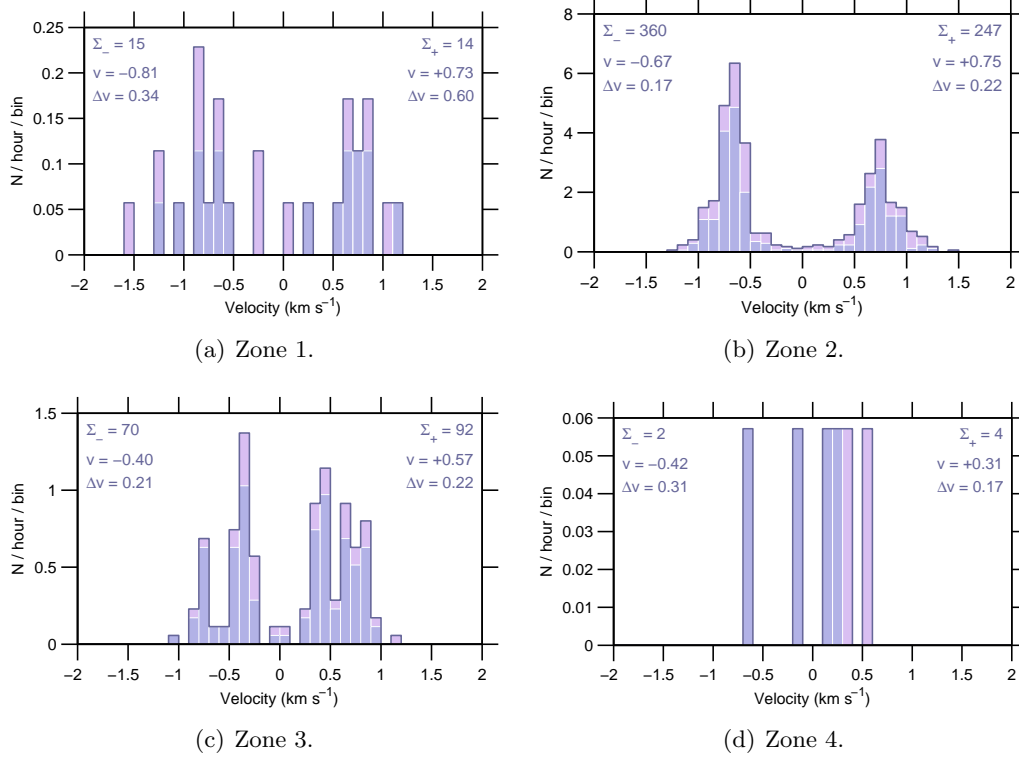 0.25
0.2
0.15
0.1
0.05
0
N / hour / bin
Σ− = 15
v = −0.81
Δv = 0.34
Σ+ = 14
v = +0.73
Δv = 0.60
−2 −1.5 −1 −0.5 0 0.5 1 1.5 2
Velocity (km s−1)
(a) Zone 1.
8
6
4
2
0
N / hour / bin
Σ− = 360
v = −0.67
Δv = 0.17
Σ+ = 247
v = +0.75
Δv = 0.22
−2 −1.5 −1 −0.5 0 0.5 1 1.5 2
Velocity (km s−1)
(b) Zone 2.
1.5
1
0.5
0
N / hour / bin
Σ− = 70
v = −0.40
Δv = 0.21
Σ+ = 92
v = +0.57
Δv = 0.22
−2 −1.5 −1 −0.5 0 0.5 1 1.5 2
Velocity (km s−1)
(c) Zone 3.
0.06
0.05
0.04
0.03
0.02
0.01
0
N / hour / bin
Σ− = 2
v = −0.42
Δv = 0.31
Σ+ = 4
v = +0.31
Δv = 0.17
−2 −1.5 −1 −0.5 0 0.5 1 1.5 2
Velocity (km s−1)
(d) Zone 4.